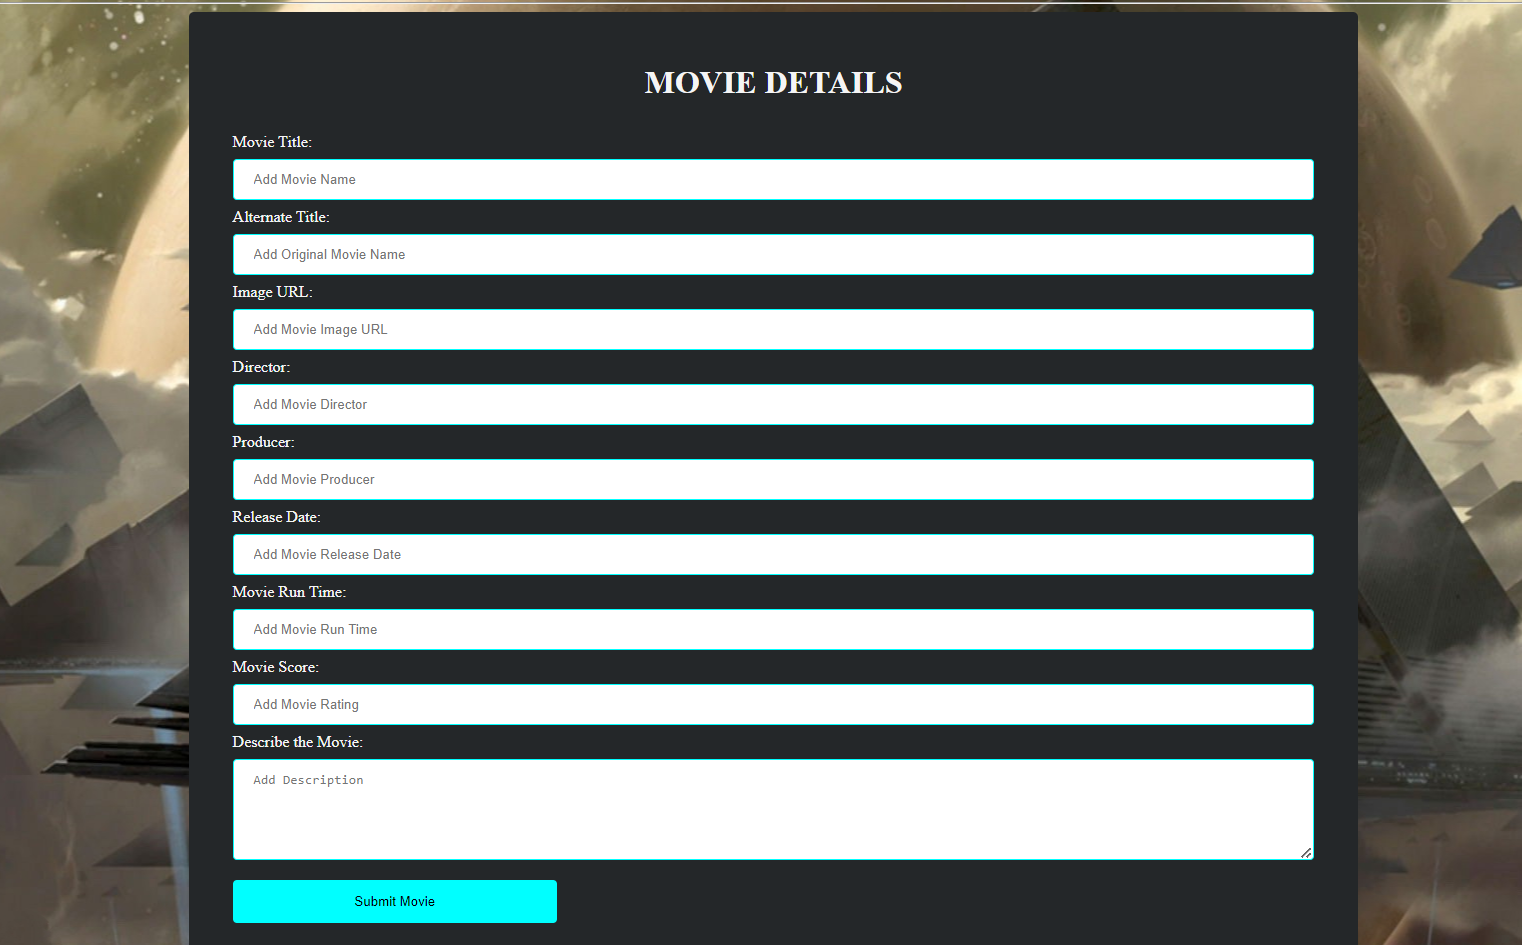 MOVIE DETAILS
Movie Title:
Add Movie Name
Alternate Title:
Add Original Movie Name
Image URL:
Add Movie Image URL
Director:
Add Movie Director
Producer:
Add Movie Producer
Release Date:
Add Movie Release Date
Movie Run Time:
Add Movie Run Time
Movie Score:
Add Movie Rating
Describe the Movie:
Add Description
Submit Movie